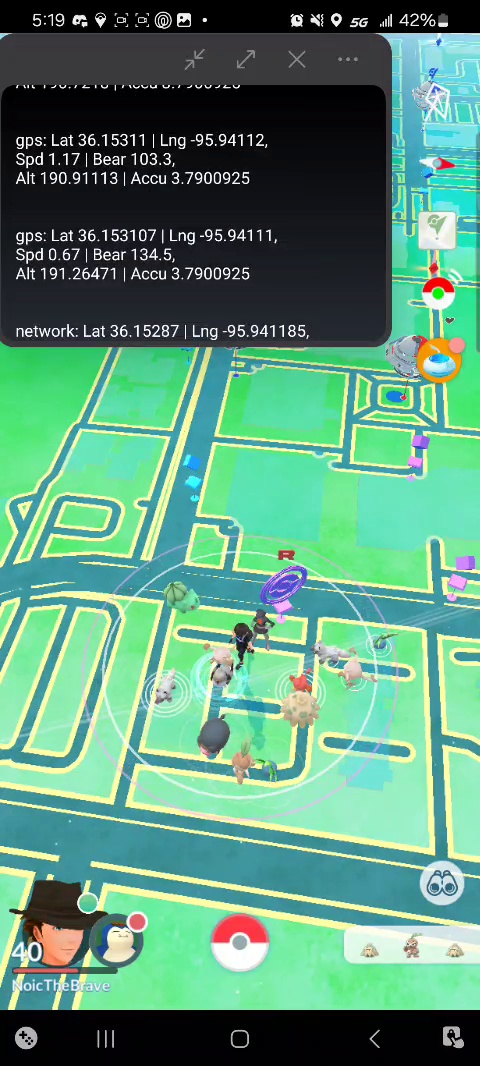 5:19
5G
42%
gps: Lat 36.15311 | Lng -95.94112,
Spd 1.17 | Bear 103.3,
Alt 190.91113 | Accu 3.7900925
gps: Lat 36.153107 | Lng -95.94111,
Spd 0.67 | Bear 134.5,
Alt 191.26471 | Accu 3.7900925
network: Lat 36.15287 | Lng -95.941185,
R
40
NoicTheBrave